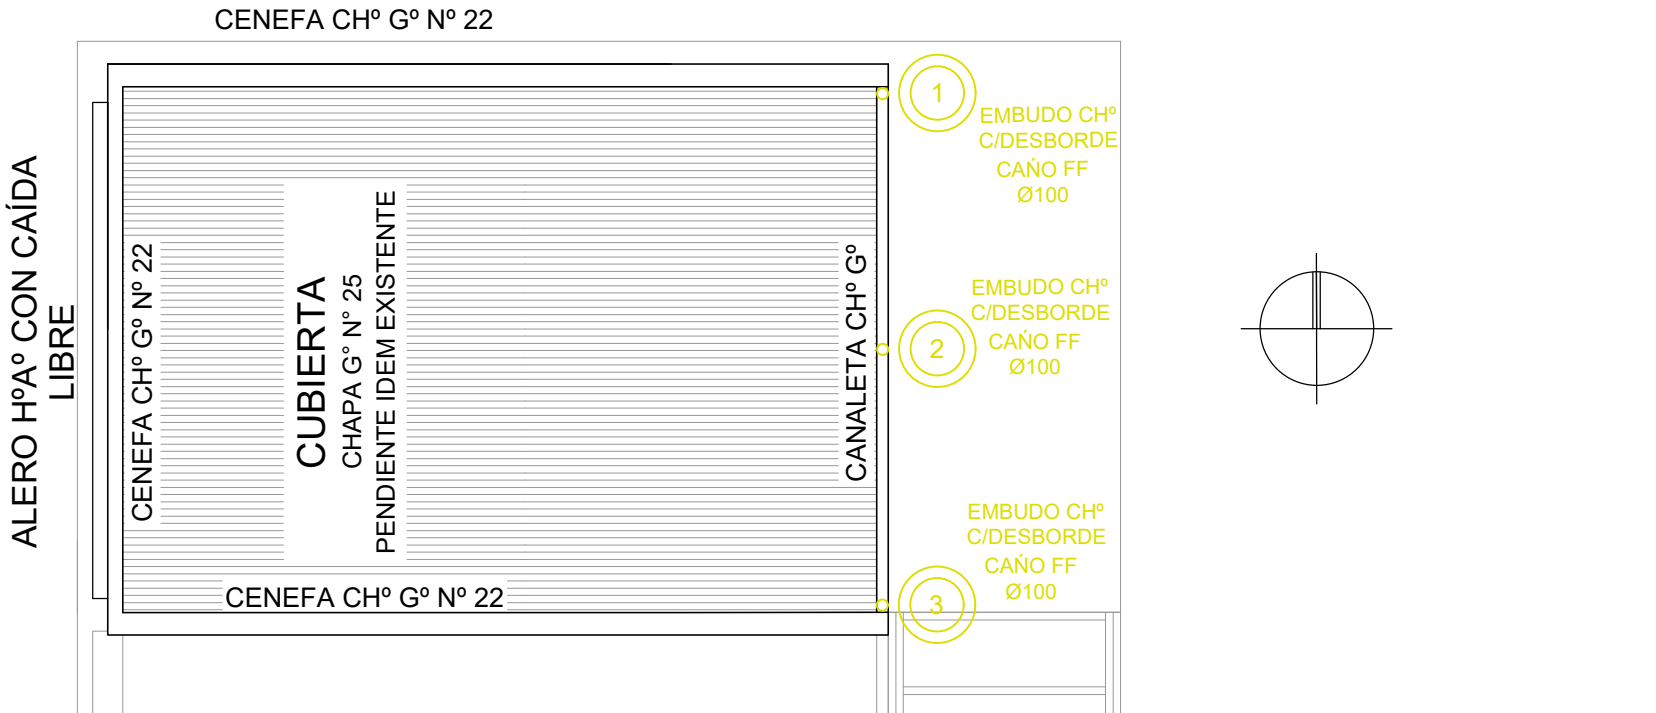 CENEFA CHº Gº Nº 22
ALERO HºAº CON CAÍDA
LIBRE
CENEFA CHº Gº Nº 22
CUBIERTA
CHAPA G° N° 25
PENDIENTE IDEM EXISTENTE
CANALETA CHº Gº
CENEFA CHº Gº Nº 22
1
EMBUDO CHº
C/DESBORDE
CAŃO FF
Ø100
2
EMBUDO CHº
C/DESBORDE
CAŃO FF
Ø100
3
EMBUDO CHº
C/DESBORDE
CAŃO FF
Ø100